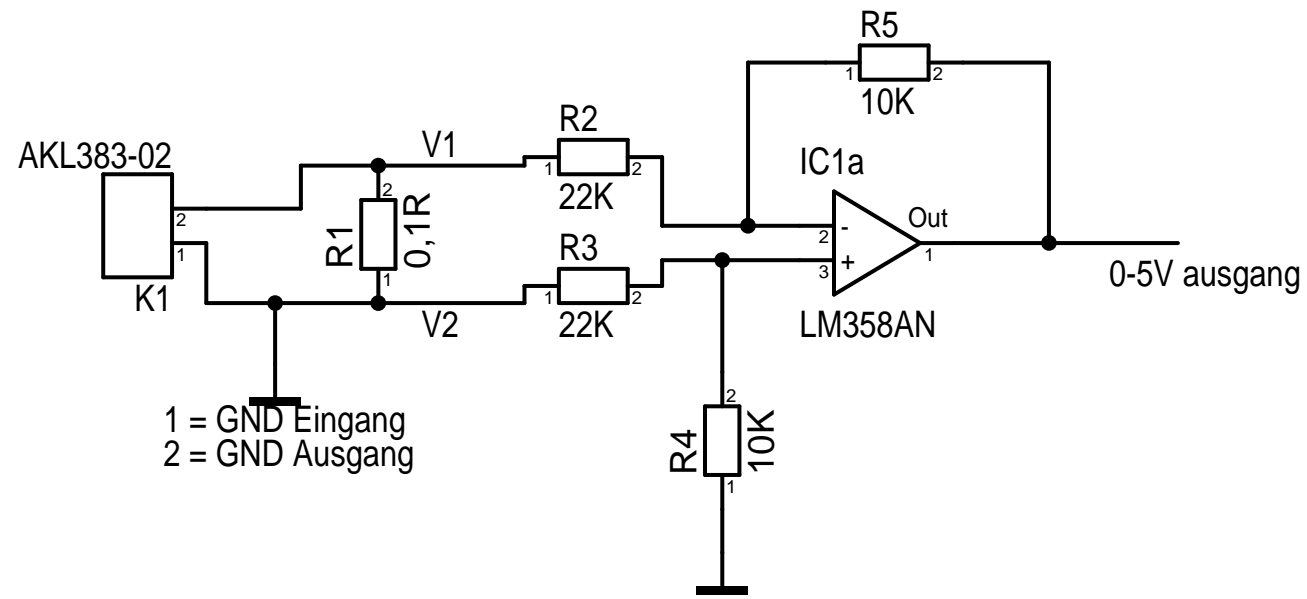 R5
1 2
10K
R2
AKL383-02
V1
IC1a
1 2
22K
2
R1
0,1R
1
2
1
K1
Out
2 -
3 +
1
R3
1 2
22K
V2
LM358AN
0-5V ausgang
1 = GND Eingang
2 = GND Ausgang
2
R4
10K
1